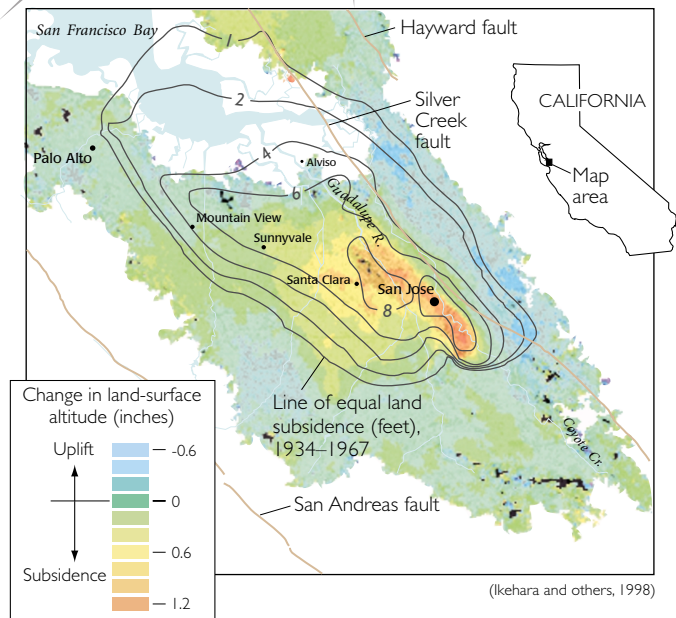 San Francisco Bay
Hayward fault
1
2
Silver
Creek
fault
CALIFORNIA
Map
area
Palo Alto
4
Alviso
6
Guadalupe R.
Mountain View
Sunnyvale
Santa Clara
San Jose
8
Line of equal land
subsidence (feet),
1934–1967
Coyote Cr.
San Andreas fault
Change in land-surface
altitude (inches)
Uplift
-0.6
0
0.6
Subsidence
1.2
(Ikehara and others, 1998)